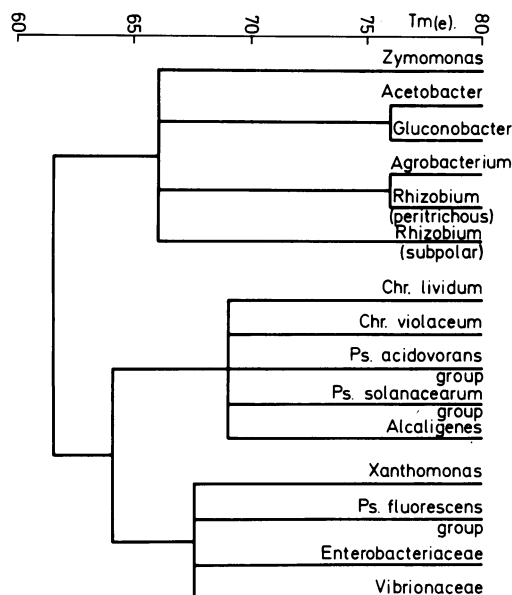 Tm(e).
60 65 70 75 80
Zymomonas
Acetobacter
Gluconobacter
Agrobacterium
Rhizobium
(peritrichous)
Rhizobium
(subpolar)
Chr. lividum
Chr. violaceum
Ps. acidovorans
group
Ps. solanacearum
group
Alcaligenes
Xanthomonas
Ps. fluorescens
group
Enterobacteriaceae
Vibrionaceae